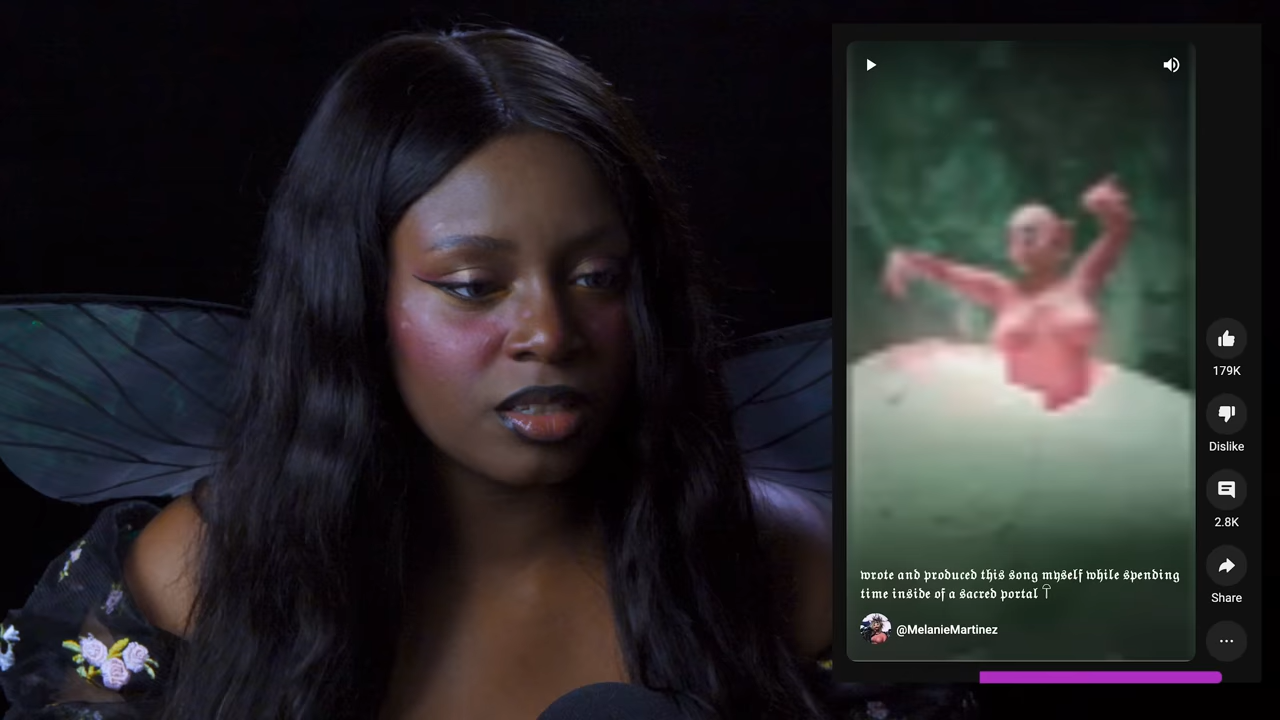 wrote and produced this song myself while spending
time inside of a sacred portal
@MelanieMartinez
179K
Dislike
2.8K
Share